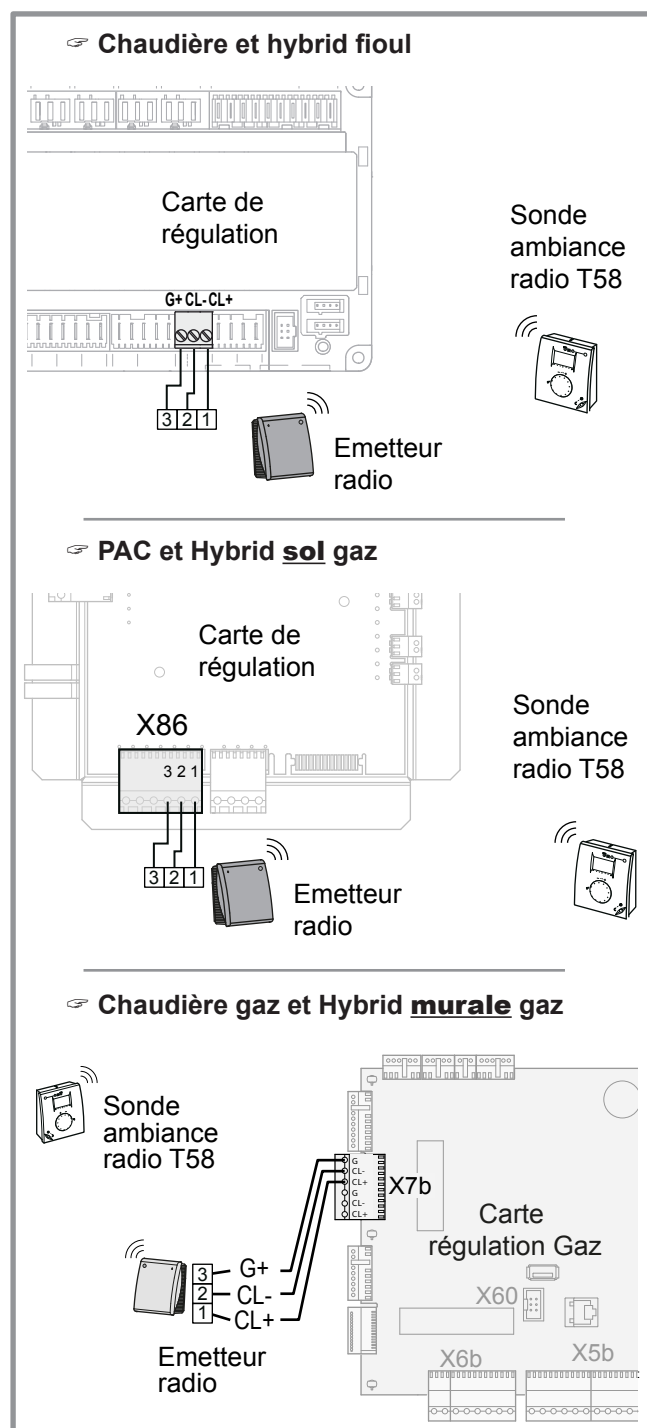 ☞ Chaudière et hybrid fioul
Carte de
régulation
Sonde
ambiance
radio T58
G+ CL- CL+
3 2 1
Emetteur
radio
☞ PAC et Hybrid sol gaz
Carte de
régulation
X86
3 2 1
Sonde
ambiance
radio T58
3 2 1
Emetteur
radio
☞ Chaudière gaz et Hybrid murale gaz
Sonde
ambiance
radio T58
G
CL-
CL+
G
CL-
CL+
X7b
Carte
régulation Gaz
3 G+
2 CL-
1 CL+
X60
Emetteur
radio
X6b
X5b